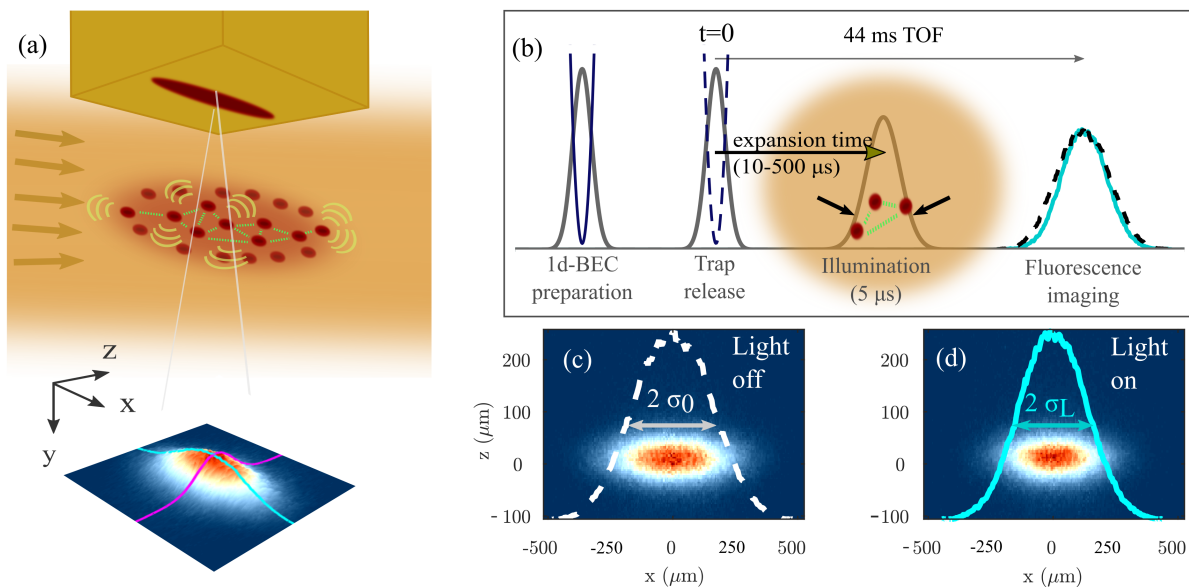 (a)
z
x
y
(b)
t=0
44 ms TOF
expansion time
(10-500 μs)
1d-BEC
preparation
Trap
release
Illumination
(5 μs)
Fluorescence
imaging
(c)
Light
off
2 σ0
z (μm)
200
100
0
-100
-500
-250
0
250
500
x (μm)
(d)
Light
on
2 σL
200
100
0
-100
-500
-250
0
250
500
x (μm)